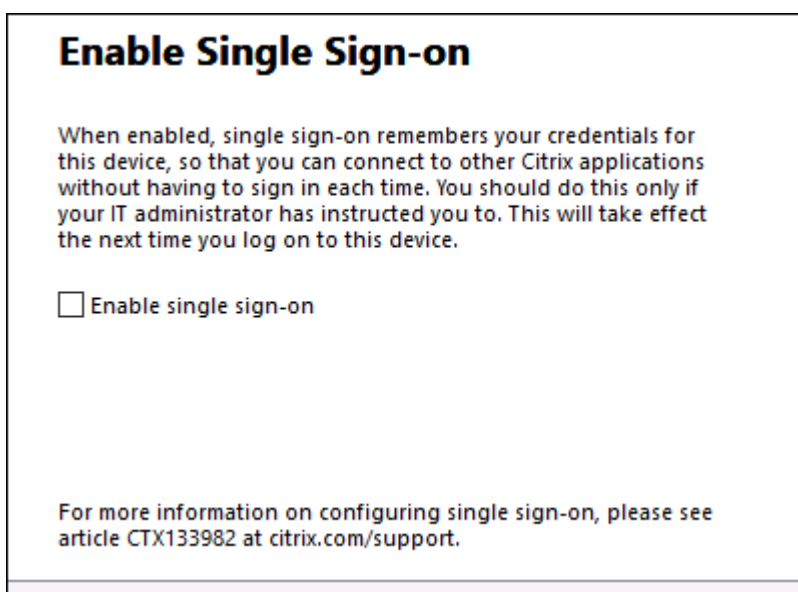 Enable Single Sign-on
When enabled, single sign-on remembers your credentials for
this device, so that you can connect to other Citrix applications
without having to sign in each time. You should do this only if
your IT administrator has instructed you to. This will take effect
the next time you log on to this device.
Enable single sign-on
For more information on configuring single sign-on, please see
article CTX133982 at citrix.com/support.